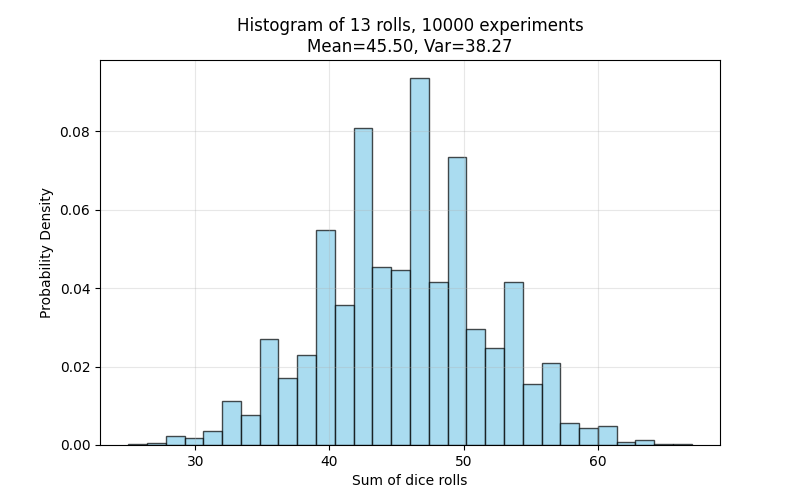 Histogram of 13 rolls, 10000 experiments
Mean=45.50, Var=38.27
Probability Density
0.08
0.06
0.04
0.02
0.00
30
40
50
60
Sum of dice rolls